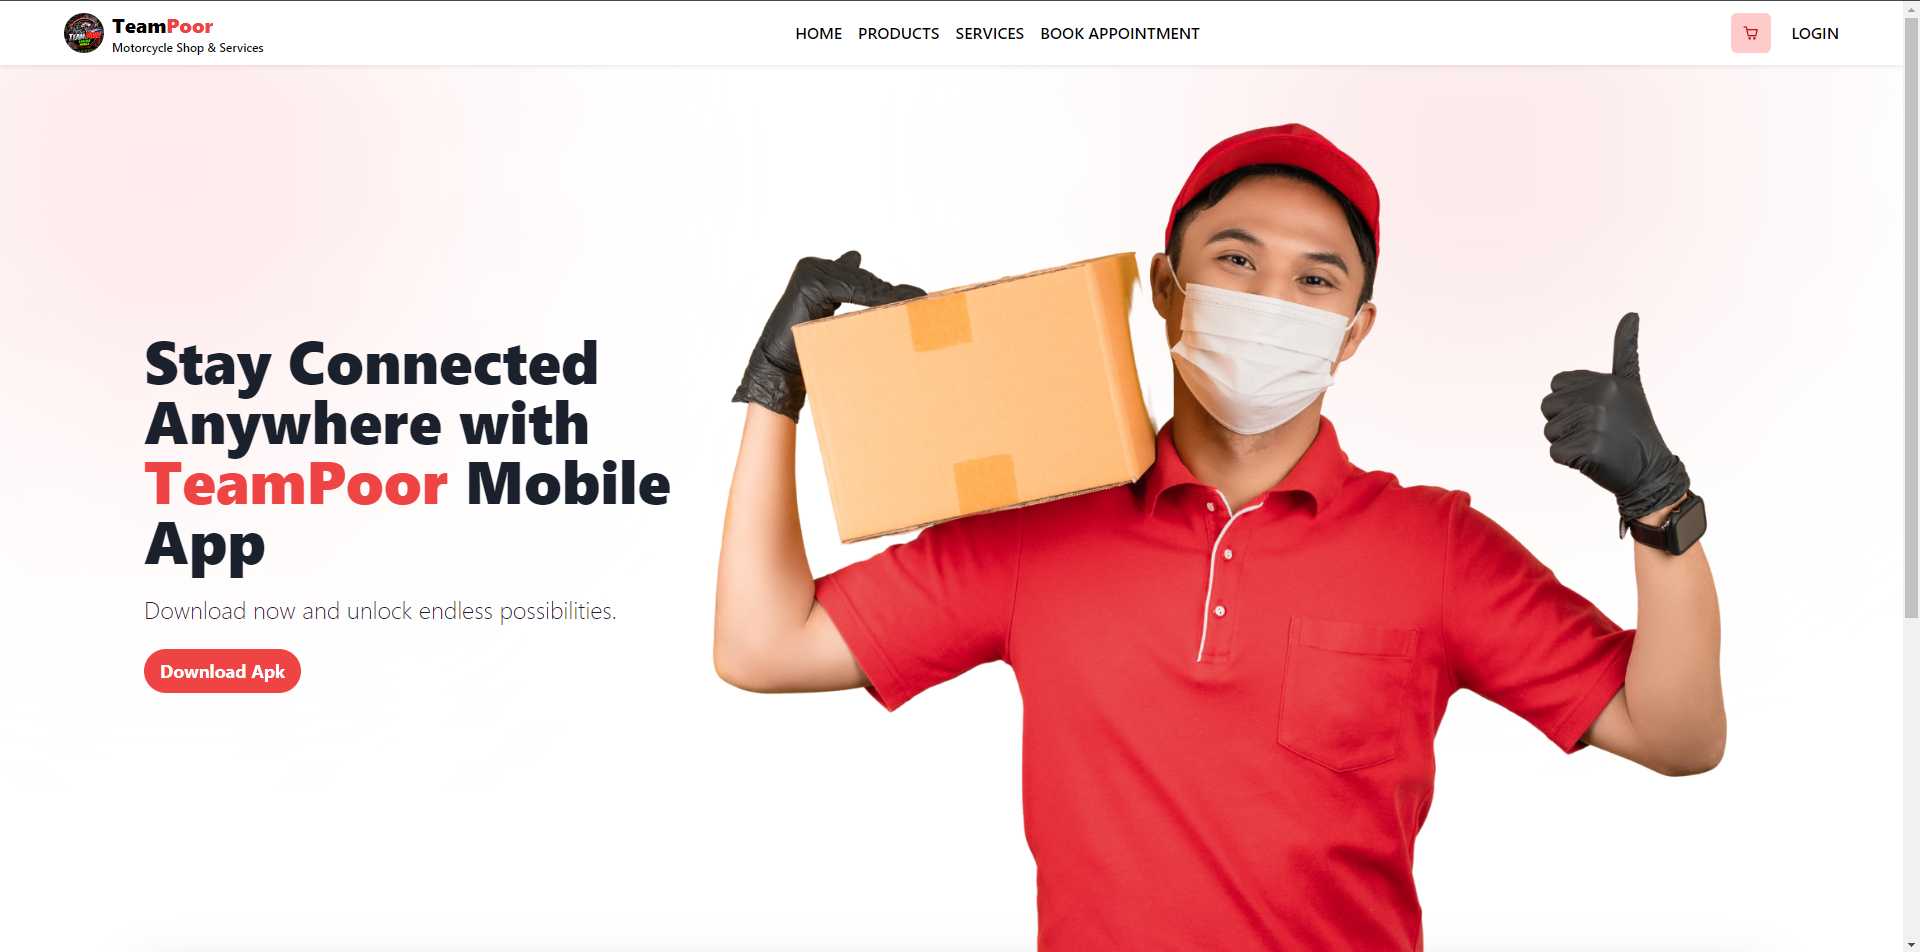 TeamPoor
Motorcycle Shop & Services
HOME PRODUCTS SERVICES BOOK APPOINTMENT
LOGIN
Stay Connected
Anywhere with
TeamPoor Mobile
App
Download now and unlock endless possibilities.
Download Apk